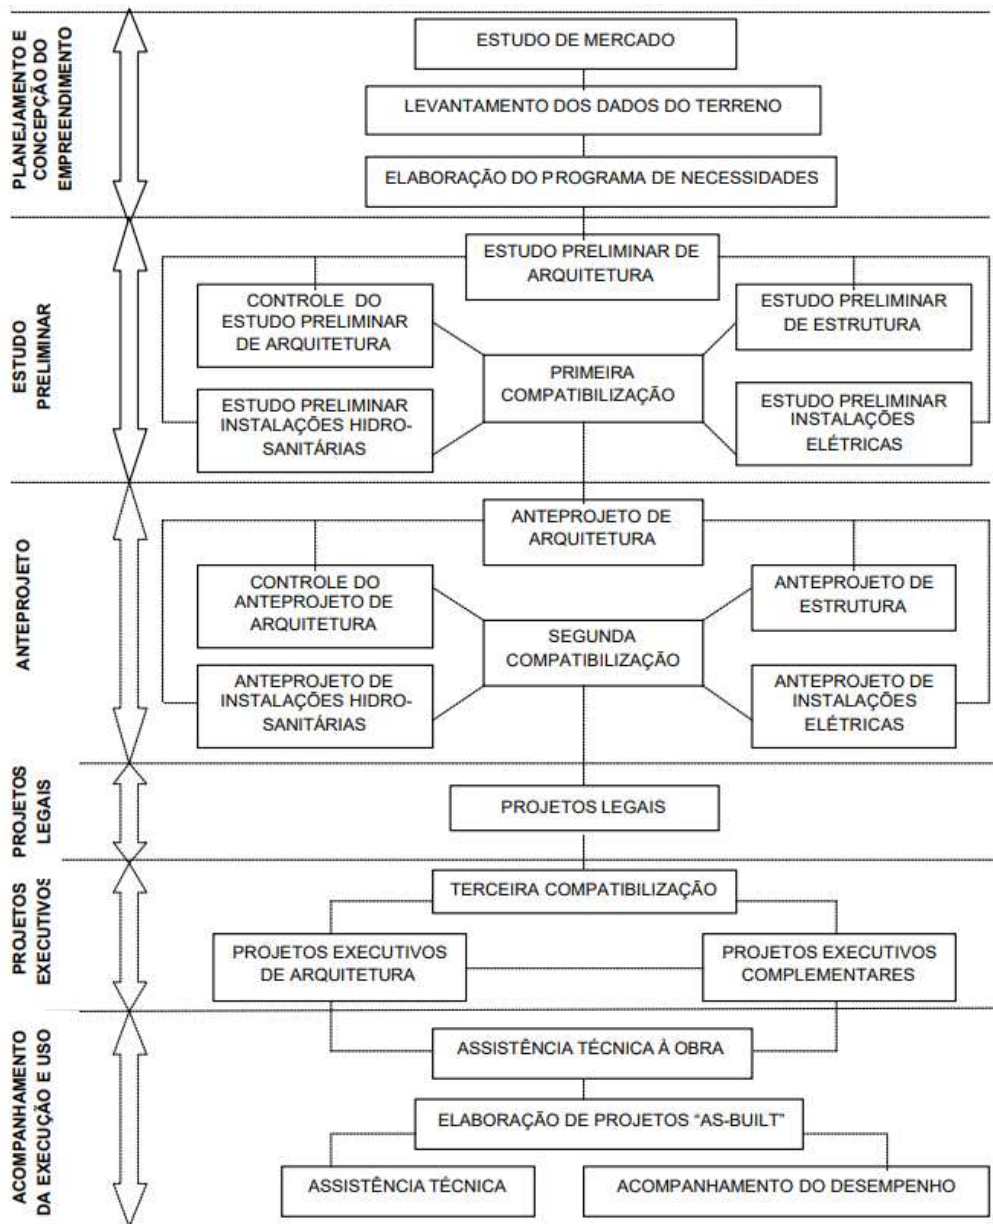 PLANEJAMENTO E
CONCEPÇÃO DO
EMPREENDIMENTO
ESTUDO DE MERCADO
LEVANTAMENTO DOS DADOS DO TERRENO
ELABORAÇÃO DO PROGRAMA DE NECESSIDADES
ESTUDO
PRELIMINAR
ESTUDO PRELIMINAR DE
ARQUITETURA
CONTROLE DO
ESTUDO PRELIMINAR
DE ARQUITETURA
ESTUDO PRELIMINAR
DE ESTRUTURA
PRIMEIRA
COMPATIBILIZAÇÃO
ESTUDO PRELIMINAR
INSTALAÇÕES HIDRO-
SANITÁRIAS
ESTUDO PRELIMINAR
INSTALAÇÕES
ELÉTRICAS
ANTEPROJETO
ANTEPROJETO DE
ARQUITETURA
CONTROLE DO
ANTEPROJETO DE
ARQUITETURA
ANTEPROJETO DE
ESTRUTURA
SEGUNDA
COMPATIBILIZAÇÃO
ANTEPROJETO DE
INSTALAÇÕES HIDRO-
SANITÁRIAS
ANTEPROJETO DE
INSTALAÇÕES
ELÉTRICAS
PROJETOS
LEGAIS
PROJETOS LEGAIS
PROJETOS
EXECUTIVOS
TERCEIRA COMPATIBILIZAÇÃO
PROJETOS EXECUTIVOS
DE ARQUITETURA
PROJETOS EXECUTIVOS
COMPLEMENTARES
ACOMPANHAMENTO
DA EXECUÇÃO E USO
ASSISTÊNCIA TÉCNICA À OBRA
ELABORAÇÃO DE PROJETOS “AS-BUILT”
ASSISTÊNCIA TÉCNICA
ACOMPANHAMENTO DO DESEMPENHO